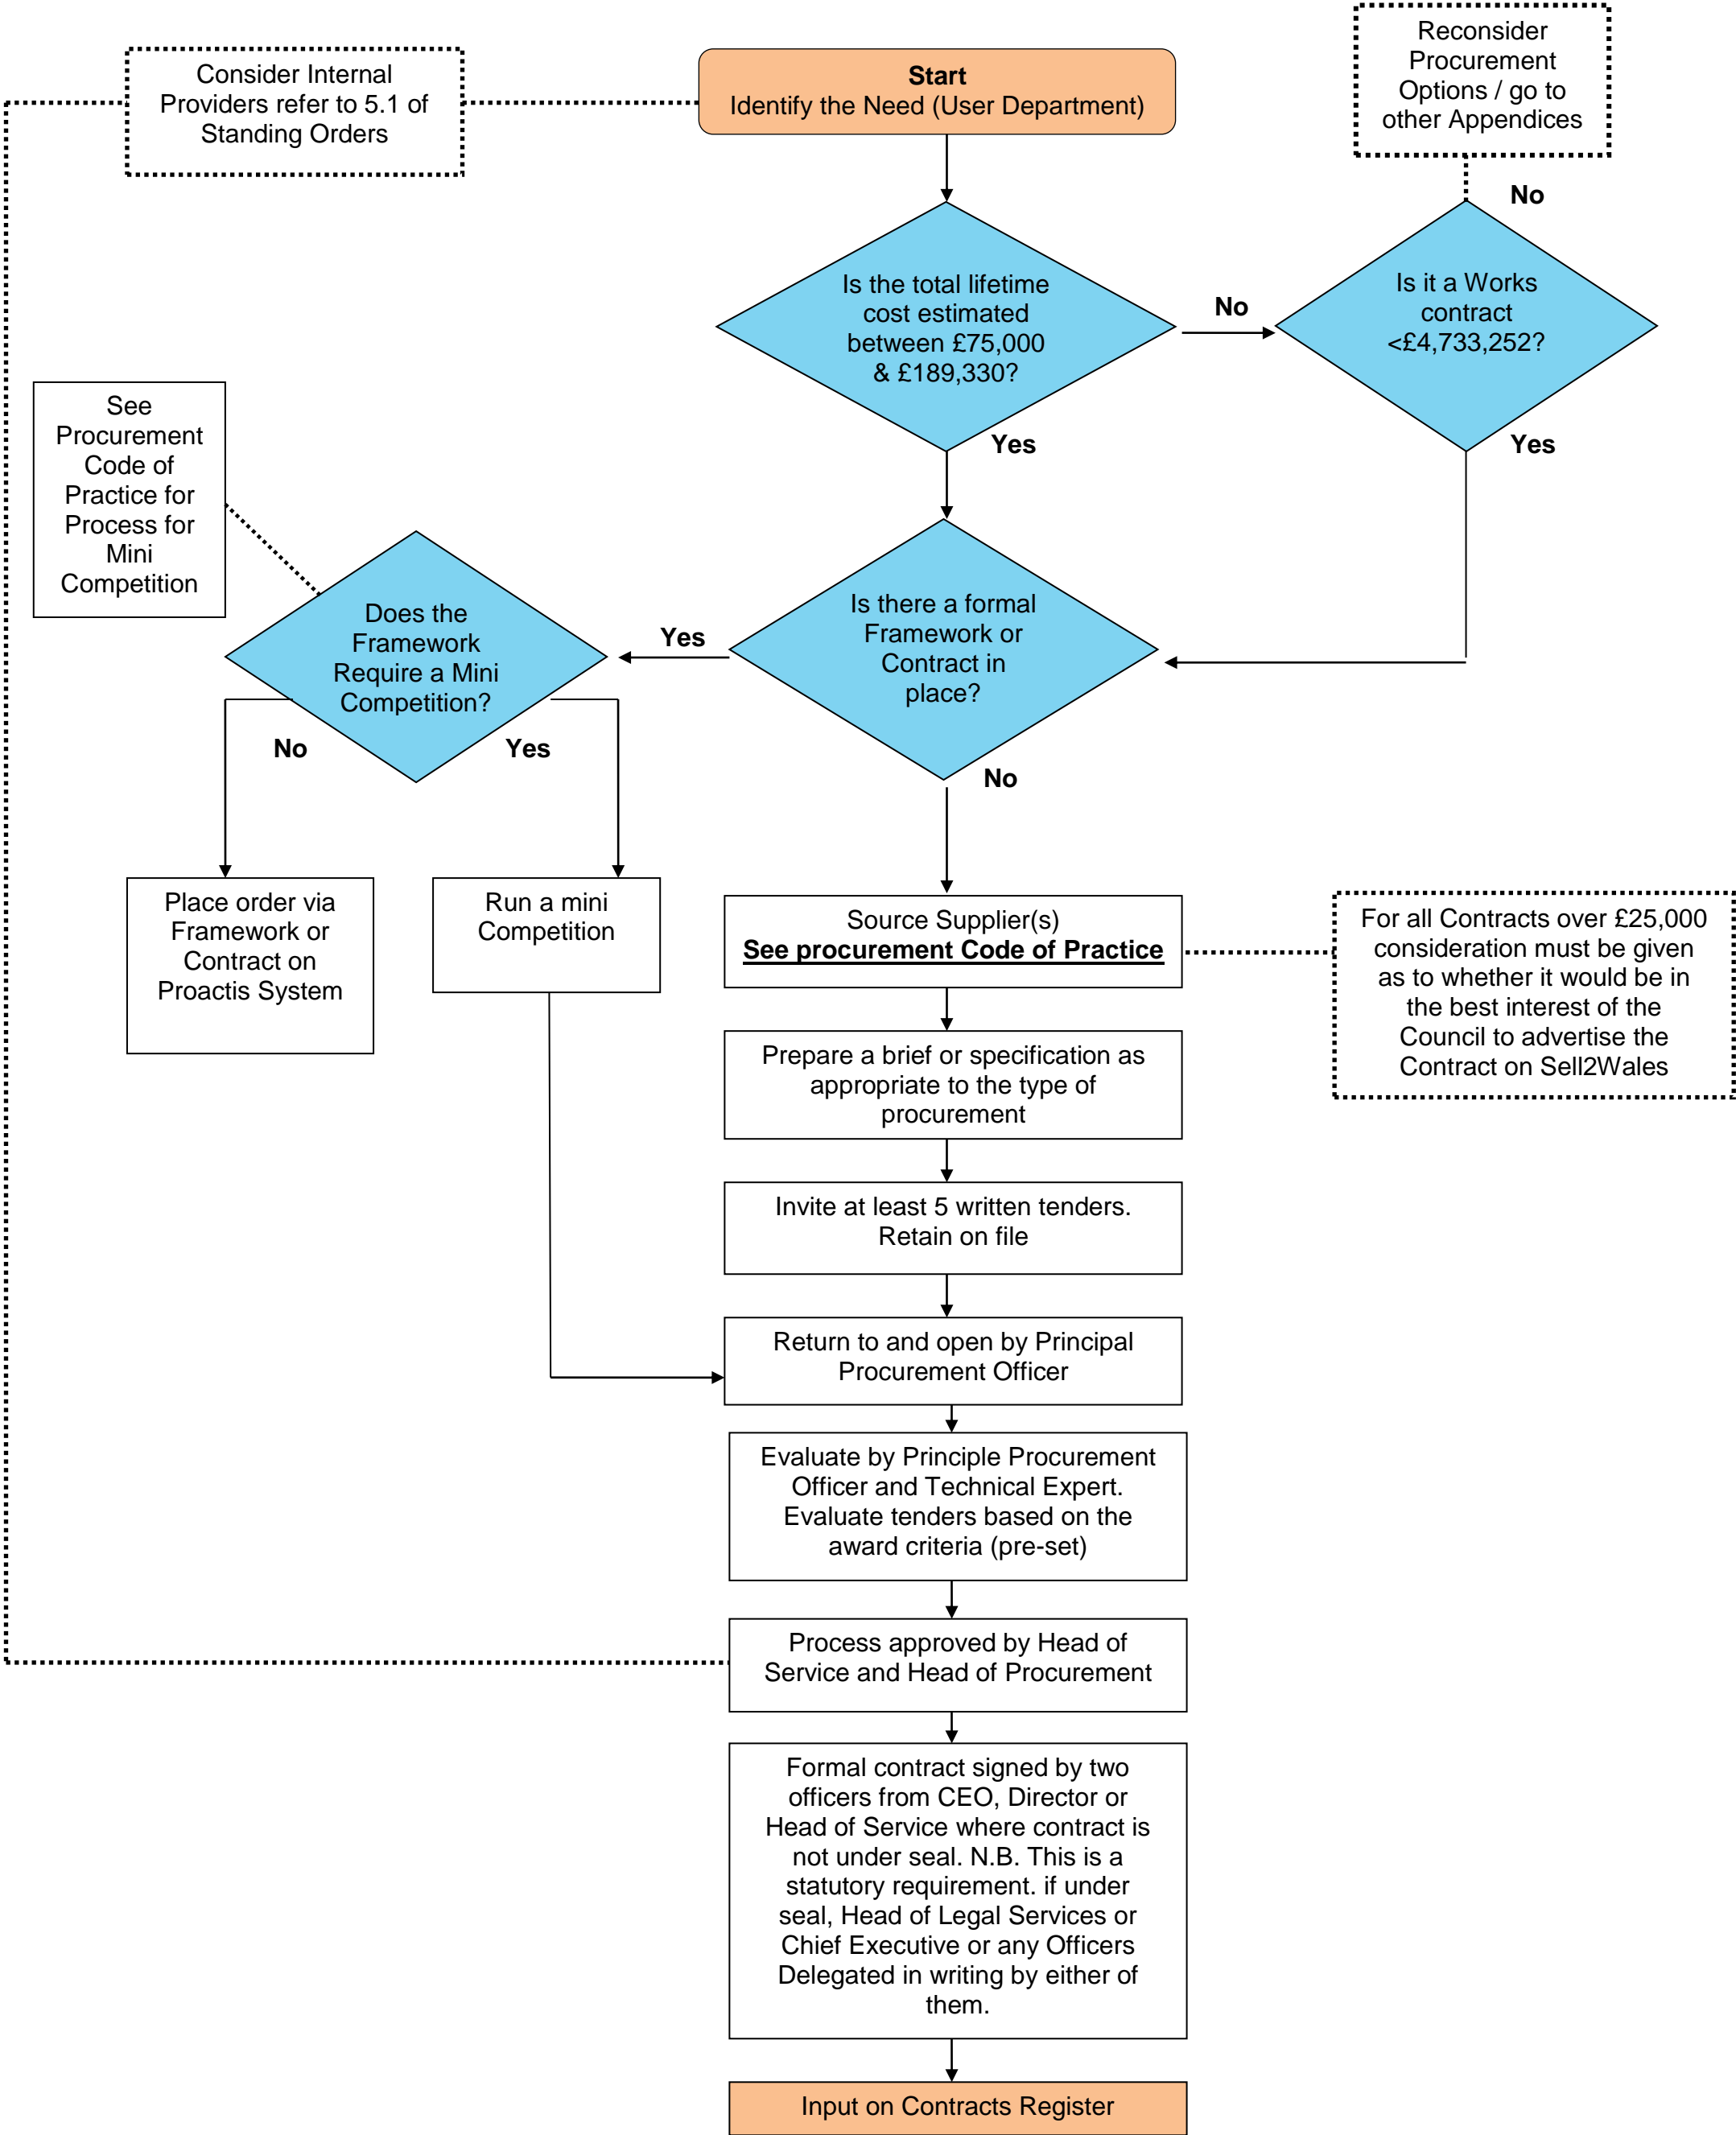 Consider Internal
Providers refer to 5.1 of
Standing Orders
Start
Identify the Need (User Department)
Reconsider
Procurement
Options / go to
other Appendices
No
Is the total lifetime
cost estimated
between £75,000
& £189,330?
No
Is it a Works
contract
<£4,733,252?
Yes
Yes
See
Procurement
Code of
Practice for
Process for
Mini
Competition
Does the
Framework
Require a Mini
Competition?
Yes
Is there a formal
Framework or
Contract in
place?
No
Yes
No
Place order via
Framework or
Contract on
Proactis System
Run a mini
Competition
Source Supplier(s)
See procurement Code of Practice
For all Contracts over £25,000
consideration must be given
as to whether it would be in
the best interest of the
Council to advertise the
Contract on Sell2Wales
Prepare a brief or specification as
appropriate to the type of
procurement
Invite at least 5 written tenders.
Retain on file
Return to and open by Principal
Procurement Officer
Evaluate by Principle Procurement
Officer and Technical Expert.
Evaluate tenders based on the
award criteria (pre-set)
Process approved by Head of
Service and Head of Procurement
Formal contract signed by two
officers from CEO, Director or
Head of Service where contract is
not under seal. N.B. This is a
statutory requirement. if under
seal, Head of Legal Services or
Chief Executive or any Officers
Delegated in writing by either of
them.
Input on Contracts Register